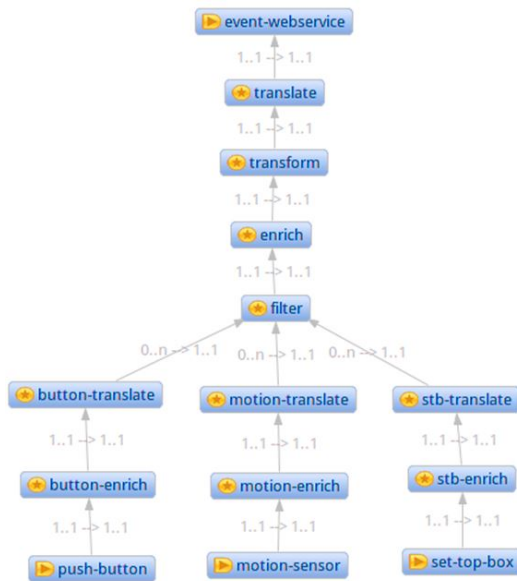 event-webservice
1..1 --> 1..1
translate
1..1 --> 1..1
transform
1..1 --> 1..1
enrich
1..1 --> 1..1
filter
0..n --> 1..1 0..n --> 1..1 0..n --> 1..1
button-translate motion-translate stb-translate
1..1 --> 1..1 1..1 --> 1..1 1..1 --> 1..1
button-enrich motion-enrich stb-enrich
1..1 --> 1..1 1..1 --> 1..1 1..1 --> 1..1
push-button motion-sensor set-top-box